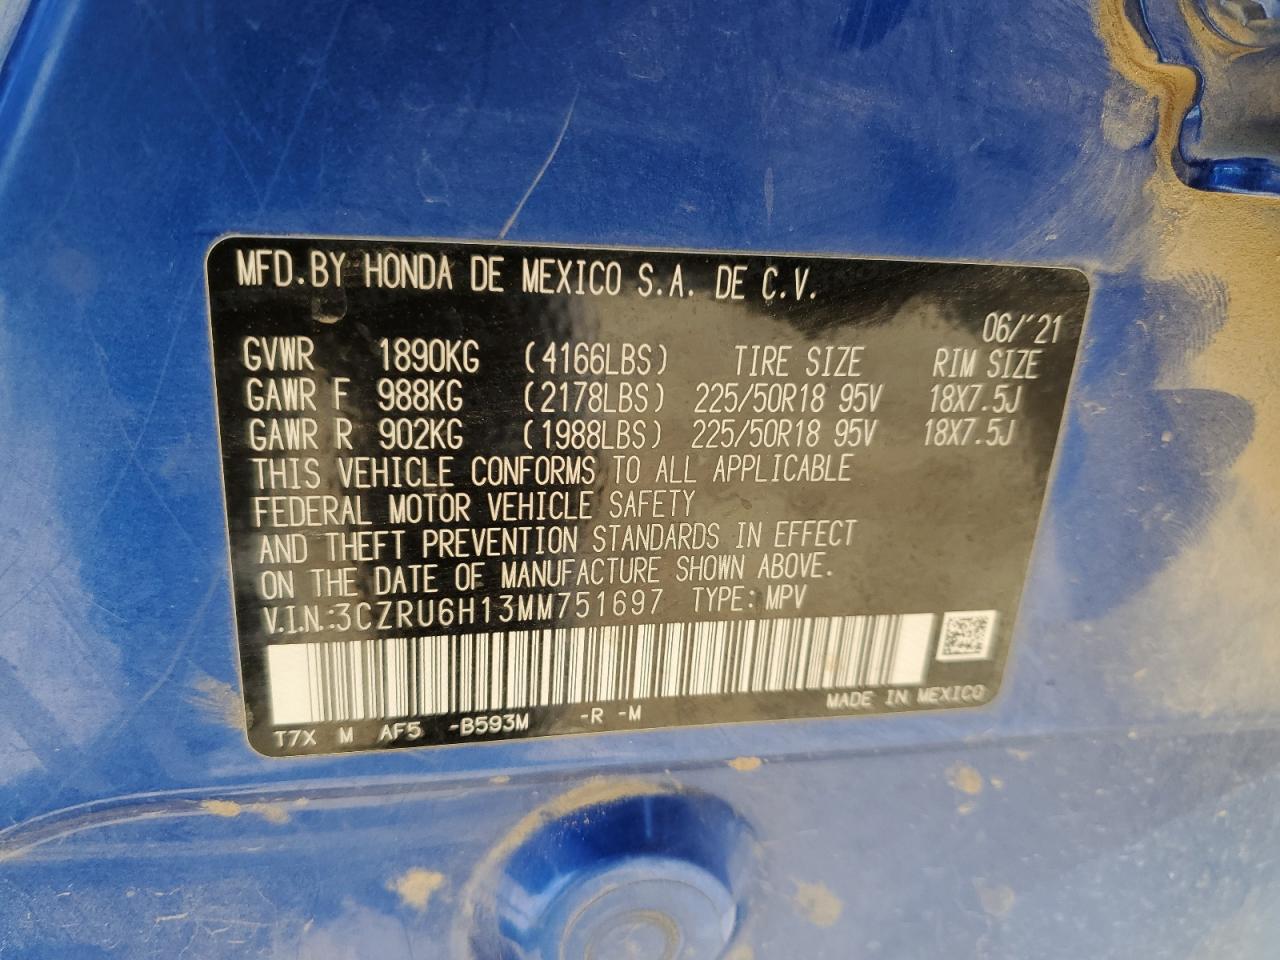 MFD.BY HONDA DE MEXICO S.A. DE C.V.
06/'21
GVWR 1890KG (4166LBS) TIRE SIZE RIM SIZE
GAWR F 988KG (2178LBS) 225/50R18 95V 18X7.5J
GAWR R 902KG (1988LBS) 225/50R18 95V 18X7.5J
THIS VEHICLE CONFORMS TO ALL APPLICABLE
FEDERAL MOTOR VEHICLE SAFETY
AND THEFT PREVENTION STANDARDS IN EFFECT
ON THE DATE OF MANUFACTURE SHOWN ABOVE.
V.I.N.:3CZRU6H13MM751697 TYPE: MPV
MADE IN MEXICO
T7X M AF5 -B593M -R -M